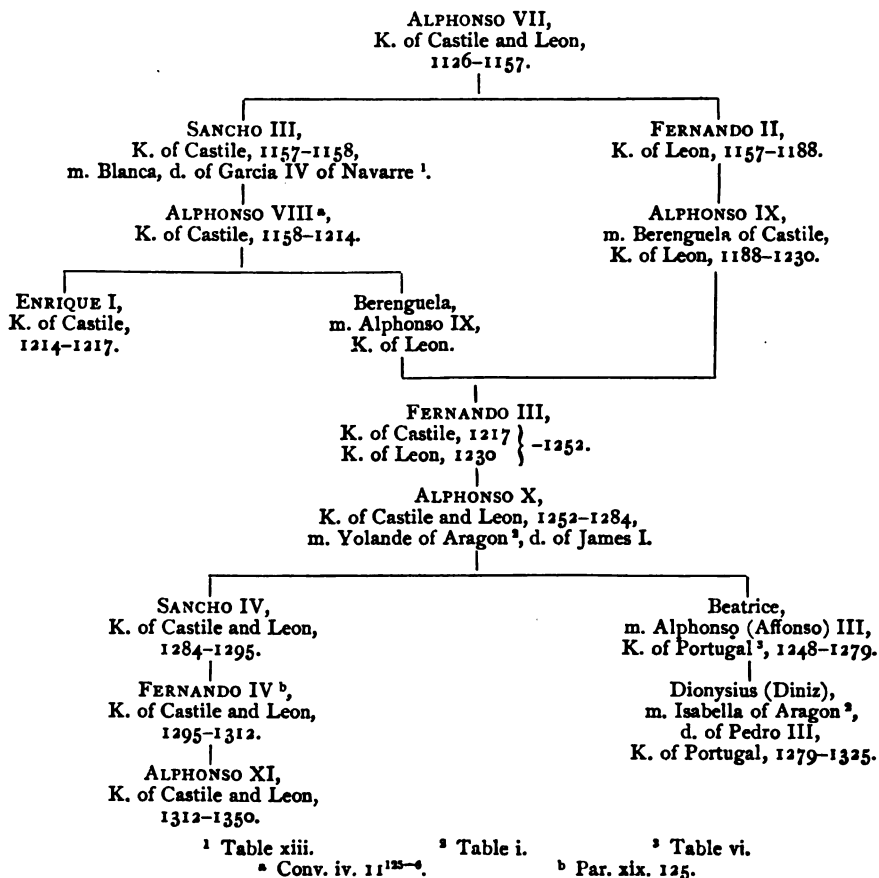 ALPHONSO VII,
K. of Castile and Leon,
1126–1157.
SANCHO III,
K. of Castile, 1157–1158,
m. Blanca, d. of Garcia IV of Navarre ¹.
FERNANDO II,
K. of Leon, 1157–1188.
ALPHONSO VIII ᵃ,
K. of Castile, 1158–1214.
ALPHONSO IX,
m. Berenguela of Castile,
K. of Leon, 1188–1230.
ENRIQUE I,
K. of Castile,
1214–1217.
Berenguela,
m. Alphonso IX,
K. of Leon.
FERNANDO III,
K. of Castile, 1217
K. of Leon, 1230 } –1252.
ALPHONSO X,
K. of Castile and Leon, 1252–1284,
m. Yolande of Aragon ², d. of James I.
SANCHO IV,
K. of Castile and Leon,
1284–1295.
Beatrice,
m. Alphonso (Affonso) III,
K. of Portugal ³, 1248–1279.
FERNANDO IV ᵇ,
K. of Castile and Leon,
1295–1312.
Dionysius (Diniz),
m. Isabella of Aragon ²,
d. of Pedro III,
K. of Portugal, 1279–1325.
ALPHONSO XI,
K. of Castile and Leon,
1312–1350.
¹ Table xiii. ² Table i. ³ Table vi.
ᵃ Conv. iv. 11¹²⁵⁻⁶. ᵇ Par. xix. 125.